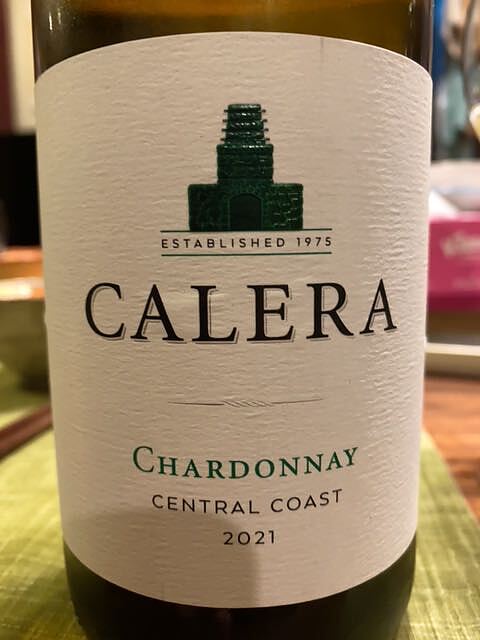 ESTABLISHED 1975
CALERA
CHARDONNAY
CENTRAL COAST
2021